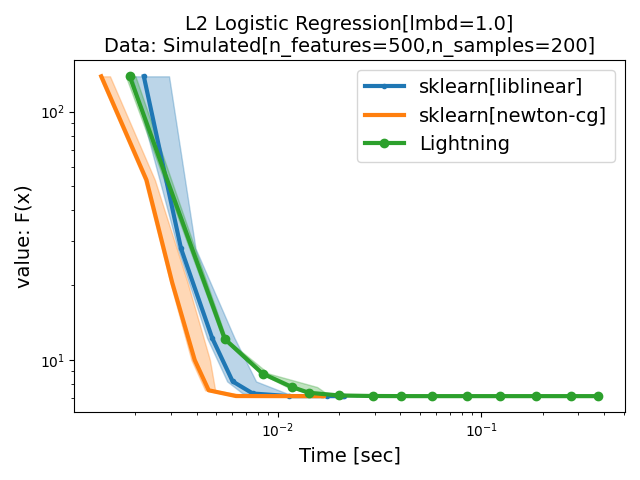 L2 Logistic Regression[lmbd=1.0]
Data: Simulated[n_features=500,n_samples=200]
sklearn[liblinear]
sklearn[newton-cg]
Lightning
value: F(x)
10²
10¹
10⁻²
10⁻¹
Time [sec]